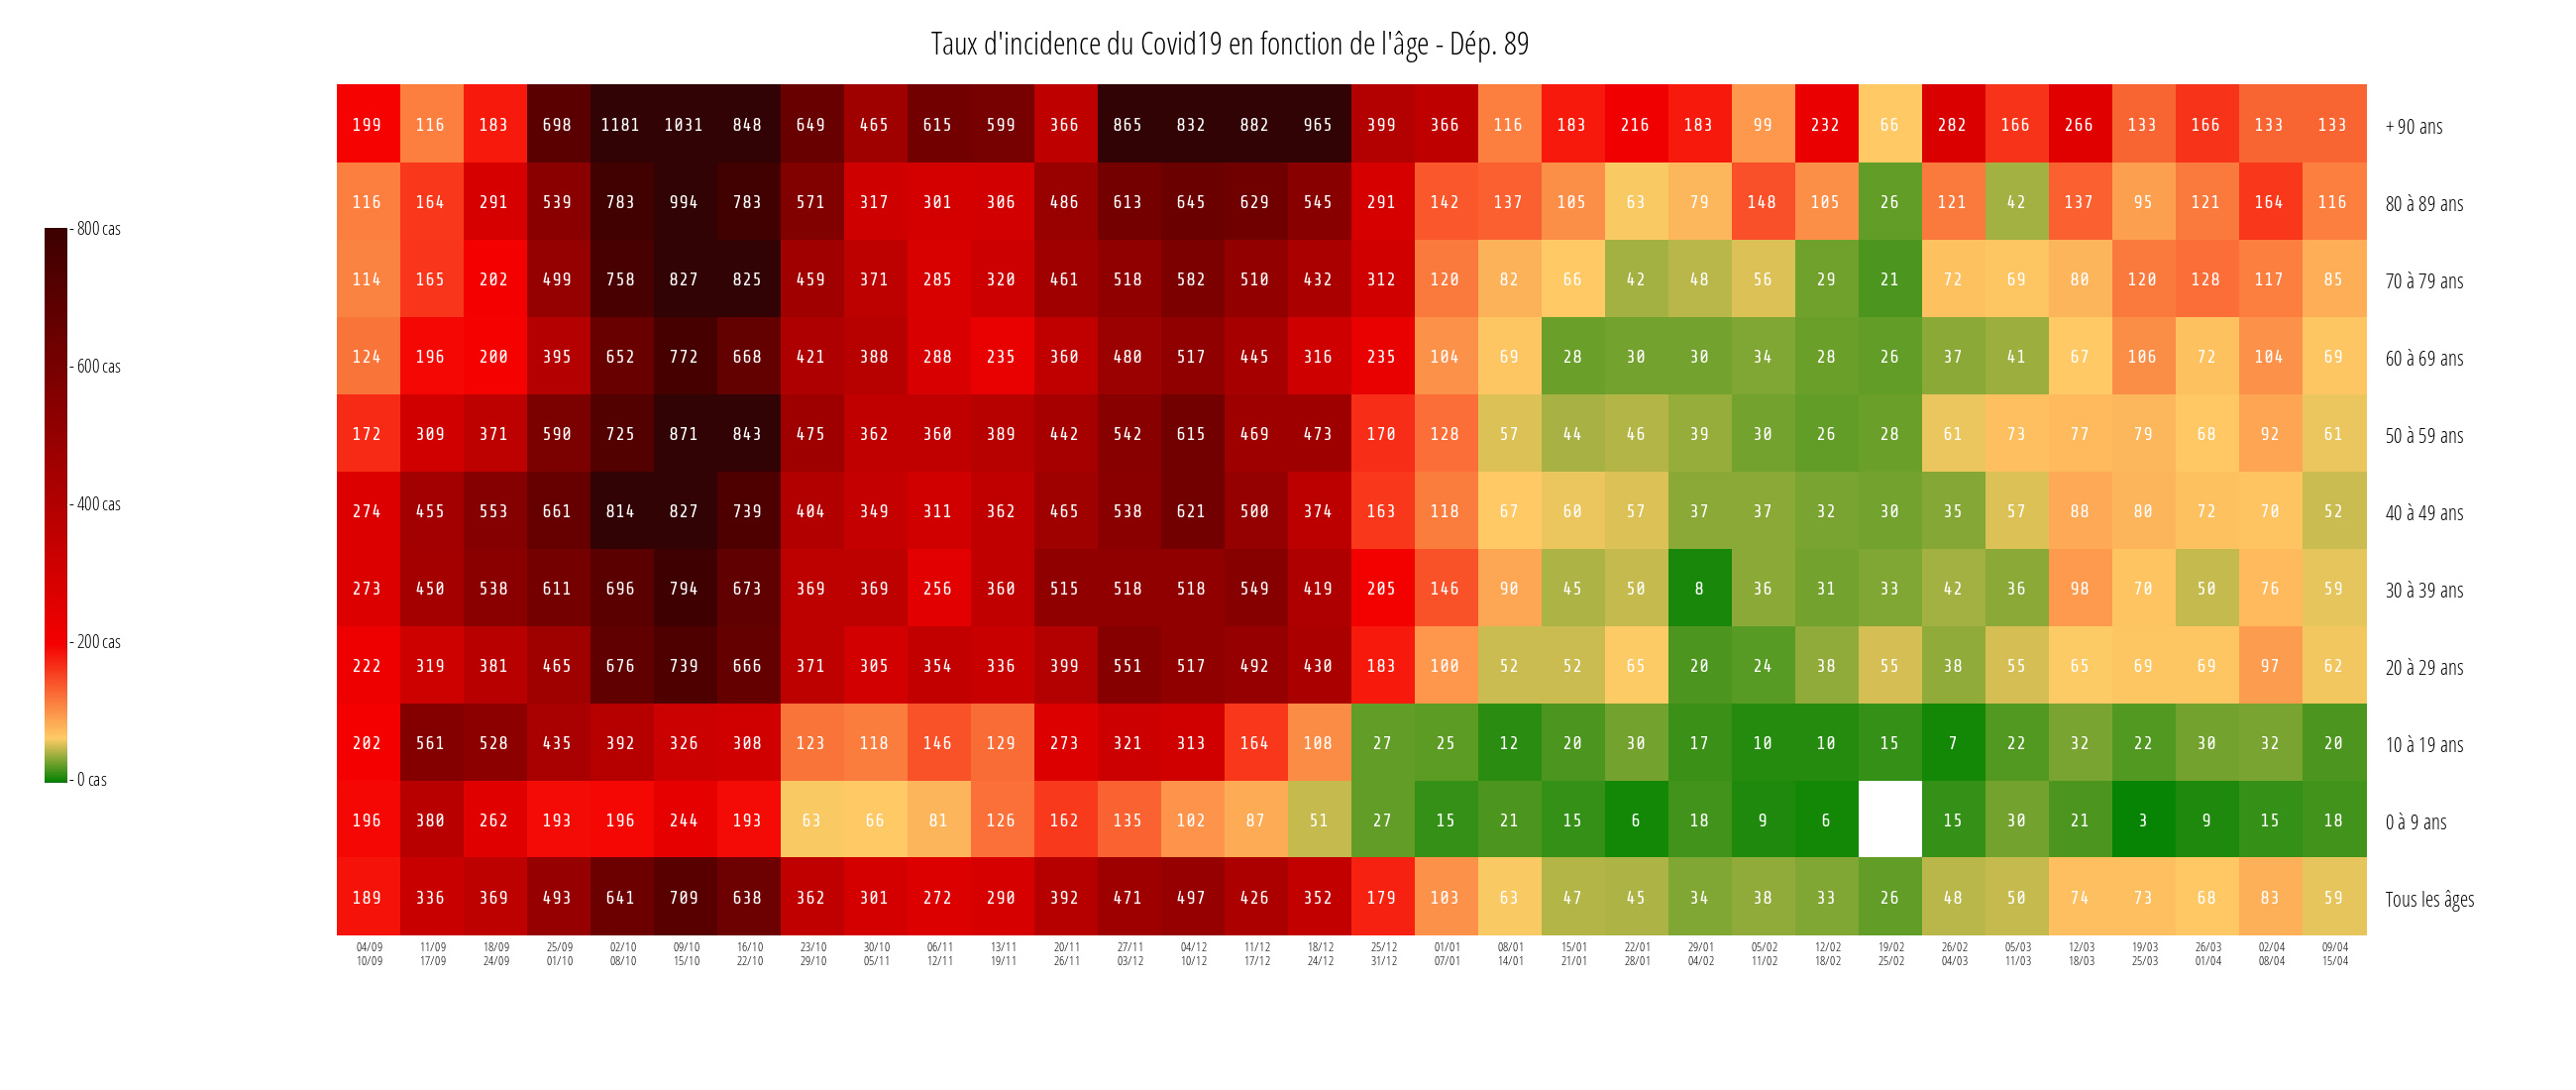 Taux d'incidence du Covid19 en fonction de l'âge - Dép. 89
199 116 183 698 1181 1031 848 649 465 615 599 366 865 832 882 965 399 366 116 183 216 183 99 232 66 282 166 266 133 166 133 133 + 90 ans
116 164 291 539 783 994 783 571 317 301 306 486 613 645 629 545 291 142 137 105 63 79 148 105 26 121 42 137 95 121 164 116 80 à 89 ans
- 800 cas
114 165 202 499 758 827 825 459 371 285 320 461 518 582 510 432 312 120 82 66 42 48 56 29 21 72 69 80 120 128 117 85 70 à 79 ans
124 196 200 395 652 772 668 421 388 288 235 360 480 517 445 316 235 104 69 28 30 30 34 28 26 37 41 67 106 72 104 69 60 à 69 ans
- 600 cas
172 309 371 590 725 871 843 475 362 360 389 442 542 615 469 473 170 128 57 44 46 39 30 26 28 61 73 77 79 68 92 61 50 à 59 ans
- 400 cas
274 455 553 661 814 827 739 404 349 311 362 465 538 621 500 374 163 118 67 60 57 37 37 32 30 35 57 88 80 72 70 52 40 à 49 ans
273 450 538 611 696 794 673 369 369 256 360 515 518 518 549 419 205 146 90 45 50 8 36 31 33 42 36 98 70 50 76 59 30 à 39 ans
- 200 cas
222 319 381 465 676 739 666 371 305 354 336 399 551 517 492 430 183 100 52 52 65 20 24 38 55 38 55 65 69 69 97 62 20 à 29 ans
202 561 528 435 392 326 308 123 118 146 129 273 321 313 164 108 27 25 12 20 30 17 10 10 15 7 22 32 22 30 32 20 10 à 19 ans
- 0 cas
196 380 262 193 196 244 193 63 66 81 126 162 135 102 87 51 27 15 21 15 6 18 9 6 15 30 21 3 9 15 18 0 à 9 ans
189 336 369 493 641 709 638 362 301 272 290 392 471 497 426 352 179 103 63 47 45 34 38 33 26 48 50 74 73 68 83 59 Tous les âges
04/09 11/09 18/09 25/09 02/10 09/10 16/10 23/10 30/10 06/11 13/11 20/11 27/11 04/12 11/12 18/12 25/12 01/01 08/01 15/01 22/01 29/01 05/02 12/02 19/02 26/02 05/03 12/03 19/03 26/03 02/04 09/04
10/09 17/09 24/09 01/10 08/10 15/10 22/10 29/10 05/11 12/11 19/11 26/11 03/12 10/12 17/12 24/12 31/12 07/01 14/01 21/01 28/01 04/02 11/02 18/02 25/02 04/03 11/03 18/03 25/03 01/04 08/04 15/04